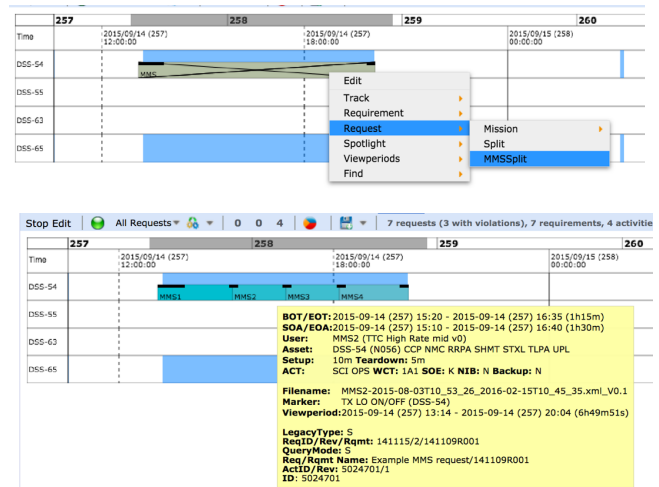 257 258 259 260
Time 2015/09/14 (257) 2015/09/14 (257) 2015/09/15 (258)
12:00:00 18:00:00 00:00:00
DSS-54
MMS
DSS-55
DSS-63
DSS-65
Edit
Track
Requirement
Request
Spotlight
Viewperiods
Find
Mission
Split
MMSSplit
Stop Edit All Requests 0 0 4 7 requests (3 with violations), 7 requirements, 4 activitie
257 258 259 260
Time 2015/09/14 (257) 2015/09/14 (257) 2015/09/15 (258)
12:00:00 18:00:00 00:00:00
DSS-54
MMS1 MMS2 MMS3 MMS4
DSS-55
DSS-63
DSS-65
BOT/EOT:2015-09-14 (257) 15:20 - 2015-09-14 (257) 16:35 (1h15m)
SOA/EOA:2015-09-14 (257) 15:10 - 2015-09-14 (257) 16:40 (1h30m)
User: MMS2 (TTC High Rate mid v0)
Asset: DSS-54 (N056) CCP NMC RRPA SHMT STXL TLPA UPL
Setup: 10m Teardown: 5m
ACT: SCI OPS WCT: 1A1 SOE: K NIB: N Backup: N
Filename: MMS2-2015-08-03T10_53_26_2016-02-15T10_45_35.xml_V0.1
Marker: TX LO ON/OFF (DSS-54)
Viewperiod:2015-09-14 (257) 13:14 - 2015-09-14 (257) 20:04 (6h49m51s)
LegacyType: S
ReqID/Rev/Rqmt: 141115/2/141109R001
QueryMode: S
Req/Rqmt Name: Example MMS request/141109R001
ActID/Rev: 5024701/1
ID: 5024701